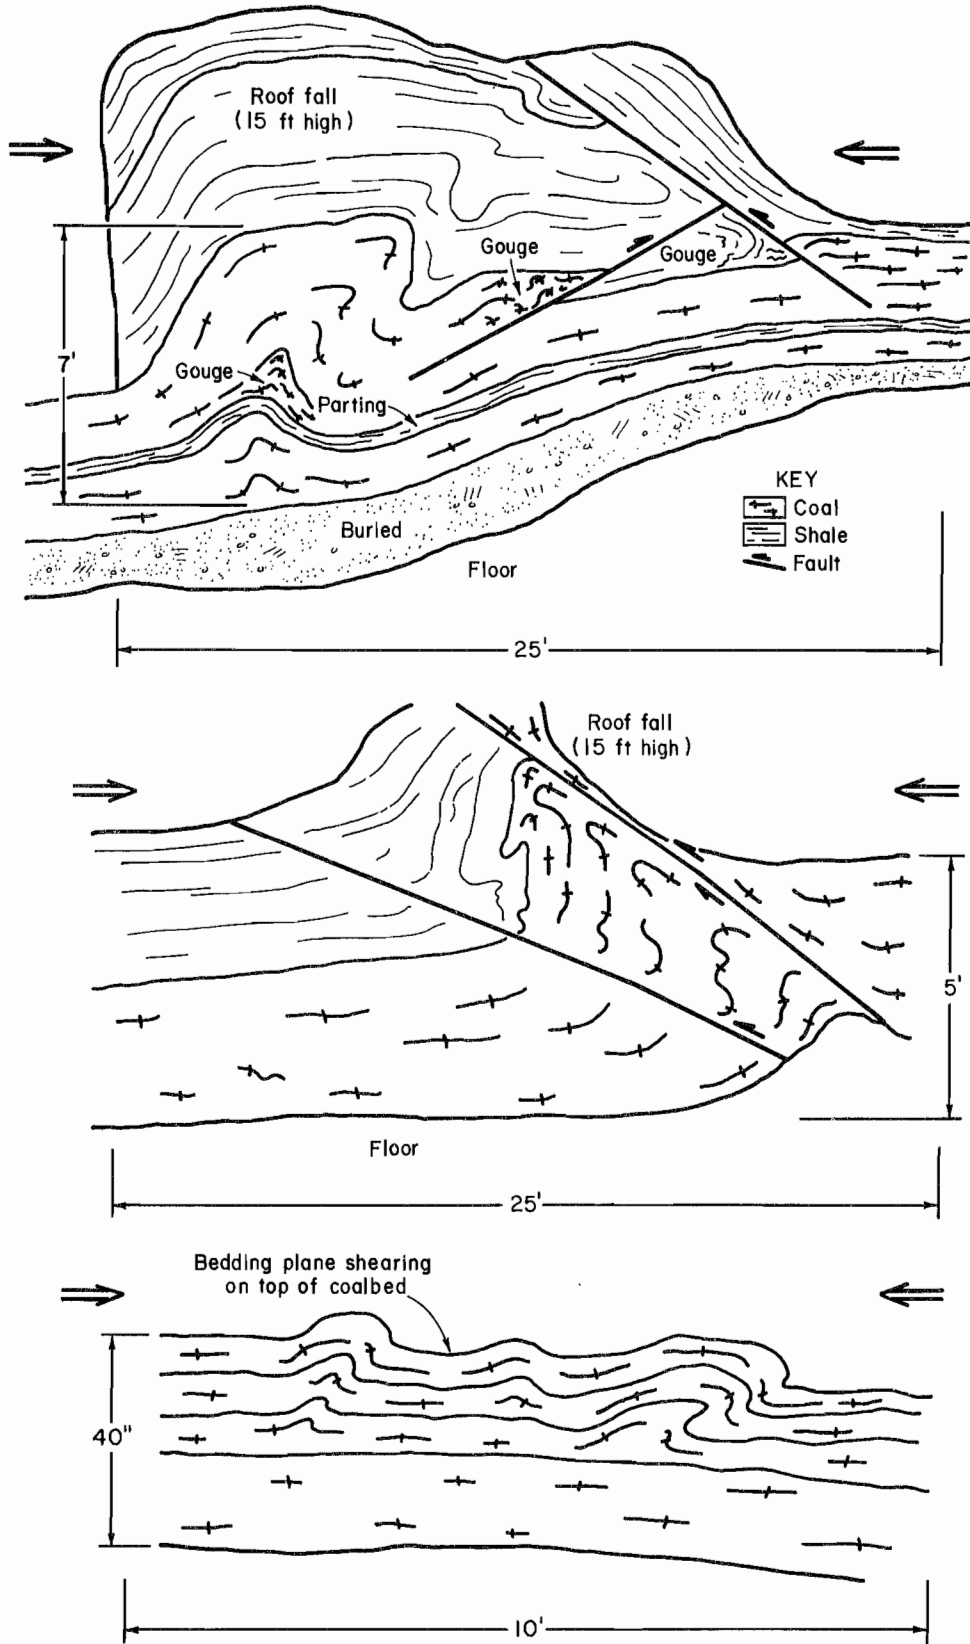 Roof fall
(15 ft high)
Gouge
Gouge
7'
Gouge
Parting
KEY
Coal
Shale
Fault
Buried
Floor
25'
Roof fall
(15 ft high)
5'
Floor
25'
Bedding plane shearing
on top of coalbed
40"
10'